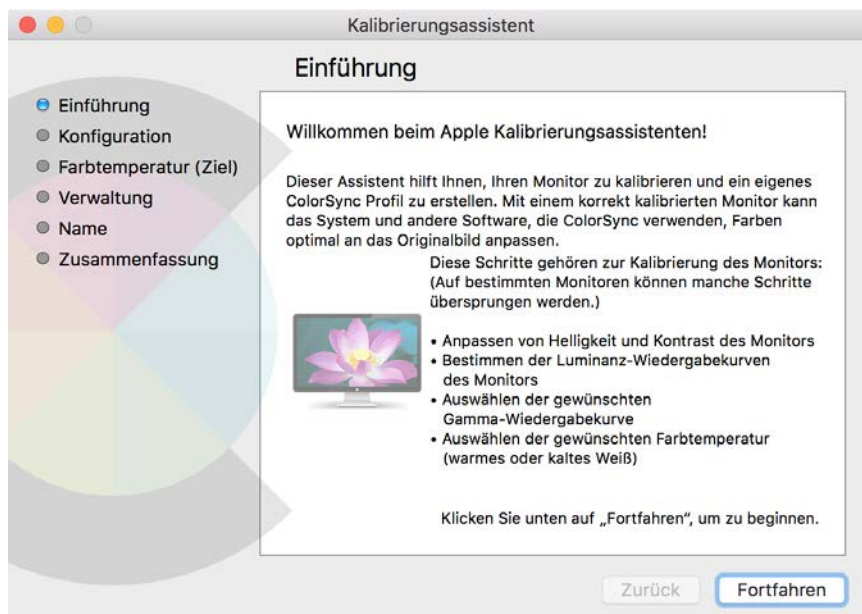 Kalibrierungsassistent
Einführung
Einführung
Konfiguration
Farbtemperatur (Ziel)
Verwaltung
Name
Zusammenfassung
Willkommen beim Apple Kalibrierungsassistenten!
Dieser Assistent hilft Ihnen, Ihren Monitor zu kalibrieren und ein eigenes
ColorSync Profil zu erstellen. Mit einem korrekt kalibrierten Monitor kann
das System und andere Software, die ColorSync verwenden, Farben
optimal an das Originalbild anpassen.
Diese Schritte gehören zur Kalibrierung des Monitors:
(Auf bestimmten Monitoren können manche Schritte
übersprungen werden.)
• Anpassen von Helligkeit und Kontrast des Monitors
• Bestimmen der Luminanz-Wiedergabekurven
des Monitors
• Auswählen der gewünschten
Gamma-Wiedergabekurve
• Auswählen der gewünschten Farbtemperatur
(warmes oder kaltes Weiß)
Klicken Sie unten auf „Fortfahren“, um zu beginnen.
Zurück
Fortfahren